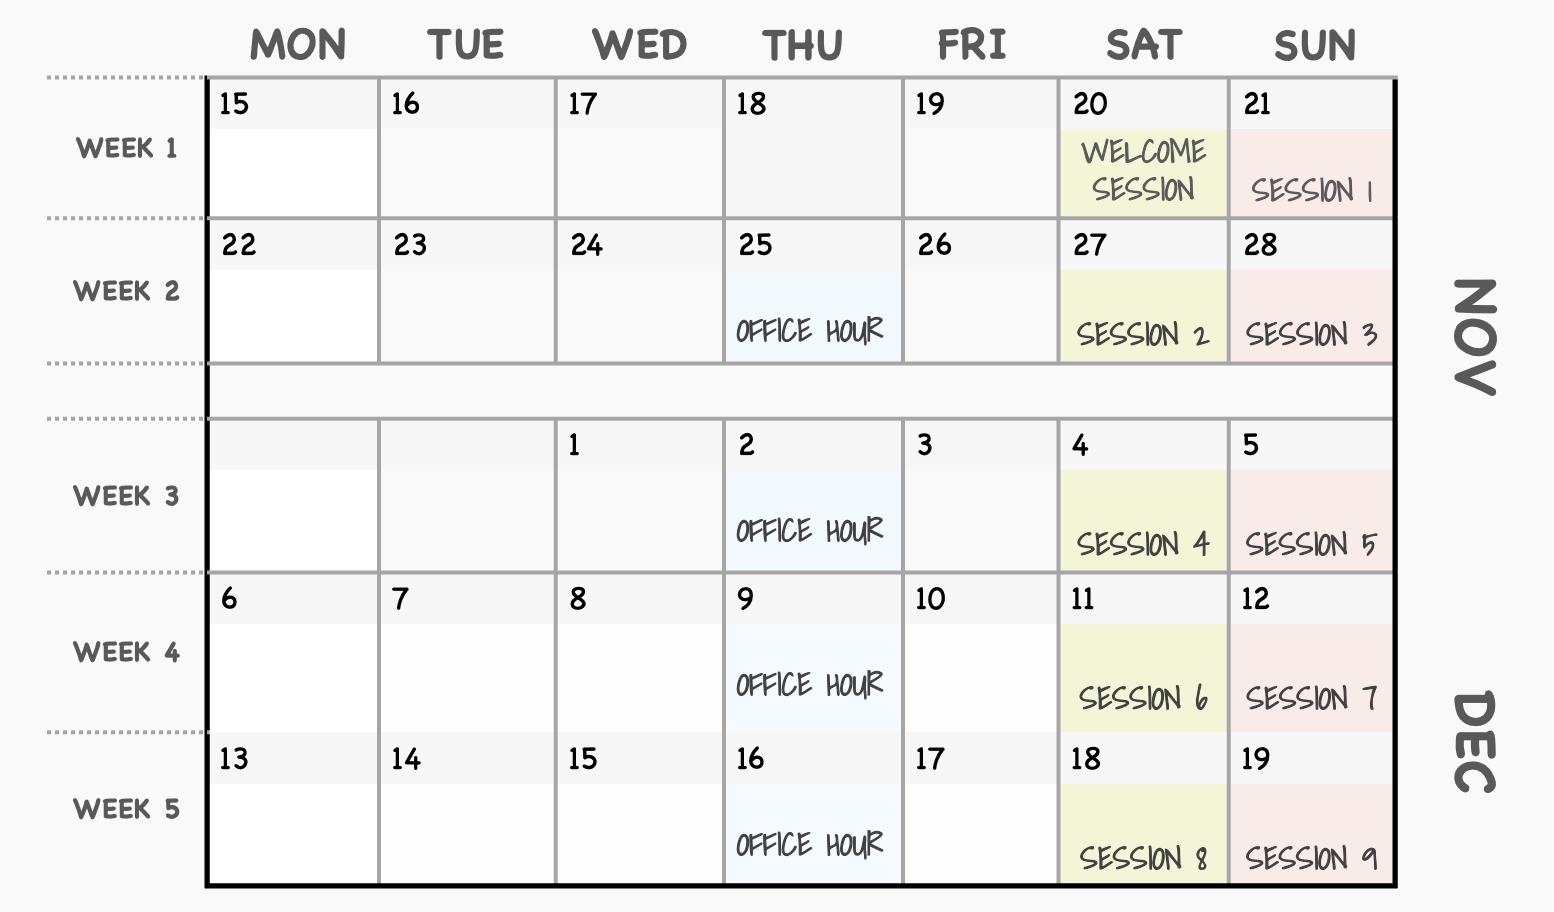 MON TUE WED THU FRI SAT SUN
15 16 17 18 19 20 21
WEEK 1
WELCOME
SESSION
SESSION 1
22 23 24 25 26 27 28
WEEK 2
OFFICE HOUR SESSION 2 SESSION 3
NOV
1 2 3 4 5
WEEK 3
OFFICE HOUR SESSION 4 SESSION 5
6 7 8 9 10 11 12
WEEK 4
OFFICE HOUR SESSION 6 SESSION 7
DEC
13 14 15 16 17 18 19
WEEK 5
OFFICE HOUR SESSION 8 SESSION 9